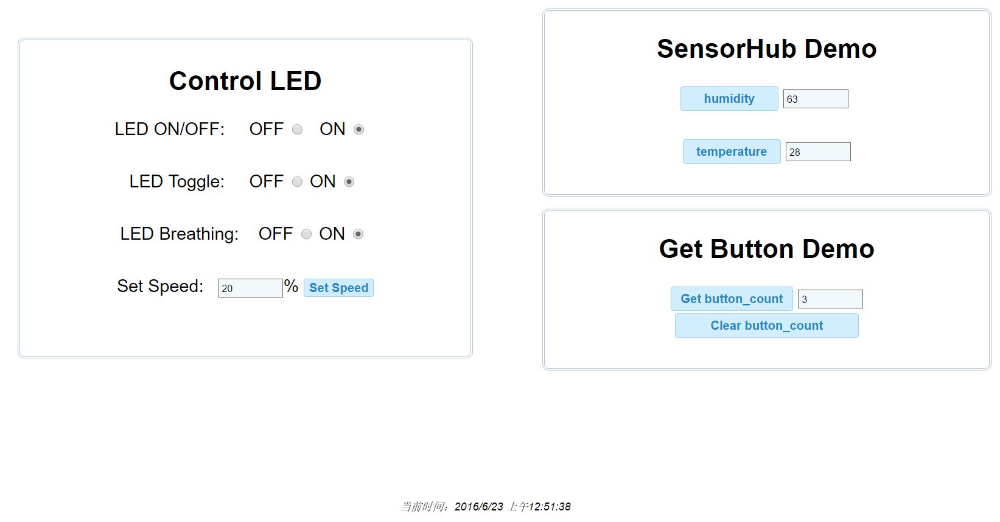 Control LED
LED ON/OFF: OFF ON
LED Toggle: OFF ON
LED Breathing: OFF ON
Set Speed: 20 % Set Speed
SensorHub Demo
humidity 63
temperature 28
Get Button Demo
Get button_count 3
Clear button_count
当前时间：2016/6/23 上午12:51:38